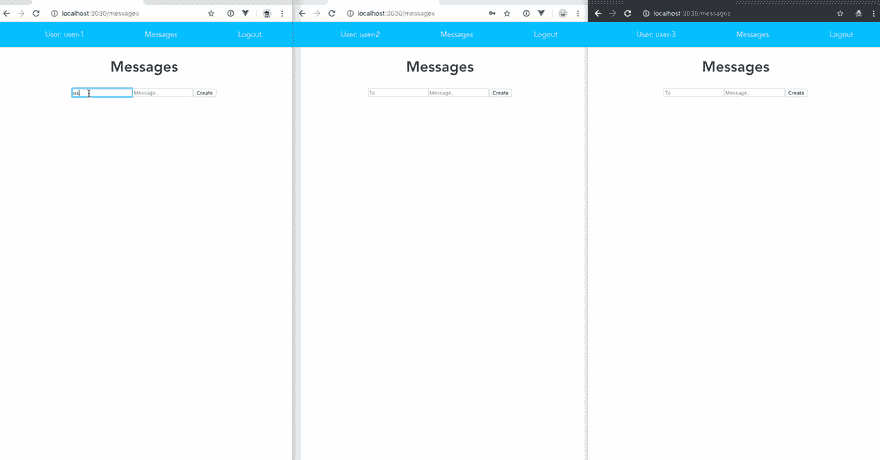 localhost:3030/messages
User: user-1 Messages Logout
Messages
us Message... Create
localhost:3030/messages
User: user-2 Messages Logout
Messages
To Message... Create
localhost:3030/messages
User: user-3 Messages Logout
Messages
To Message... Create